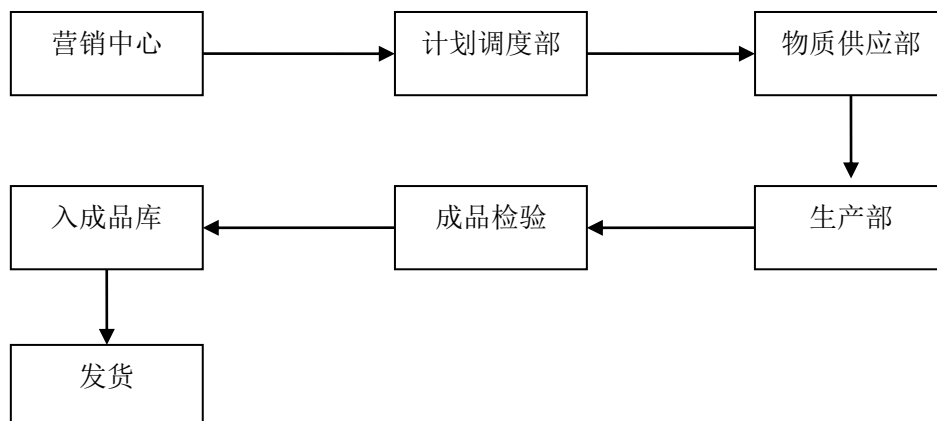 营销中心
计划调度部
物质供应部
生产部
成品检验
入成品库
发货